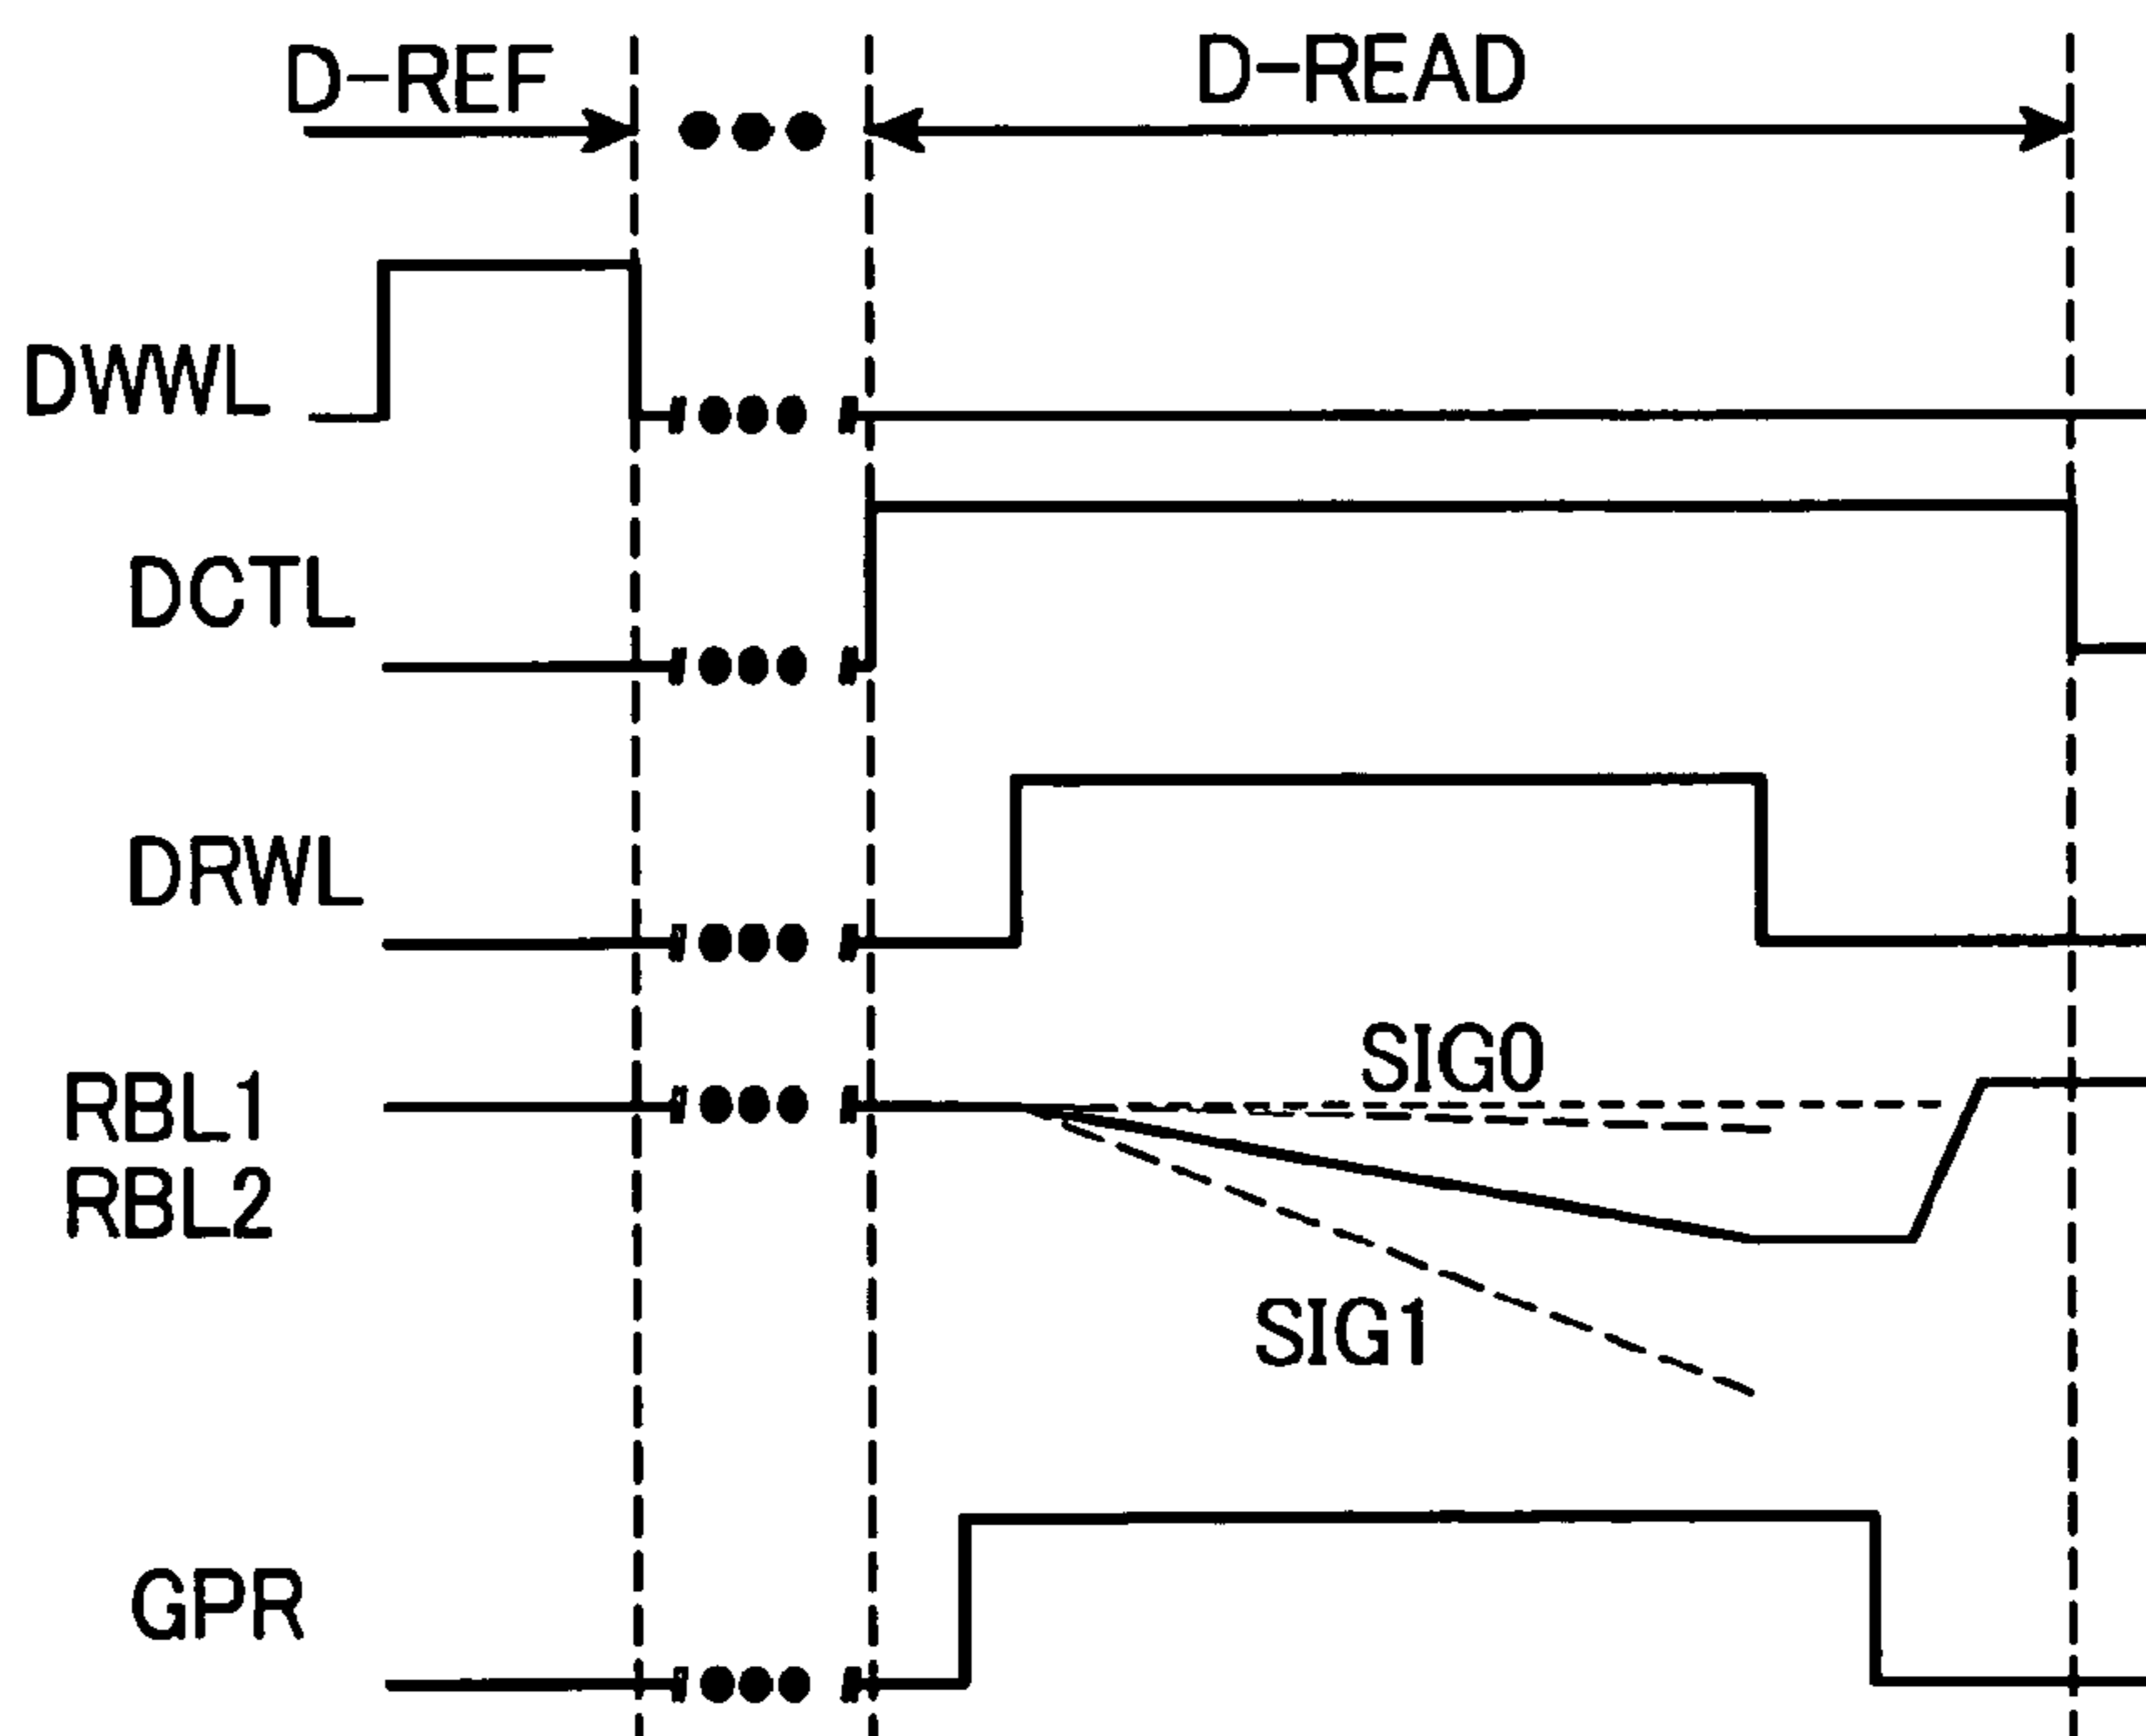 D-REF
D-READ
DWWL
DCTL
DRWL
SIG0
RBL1
RBL2
SIG1
GPR